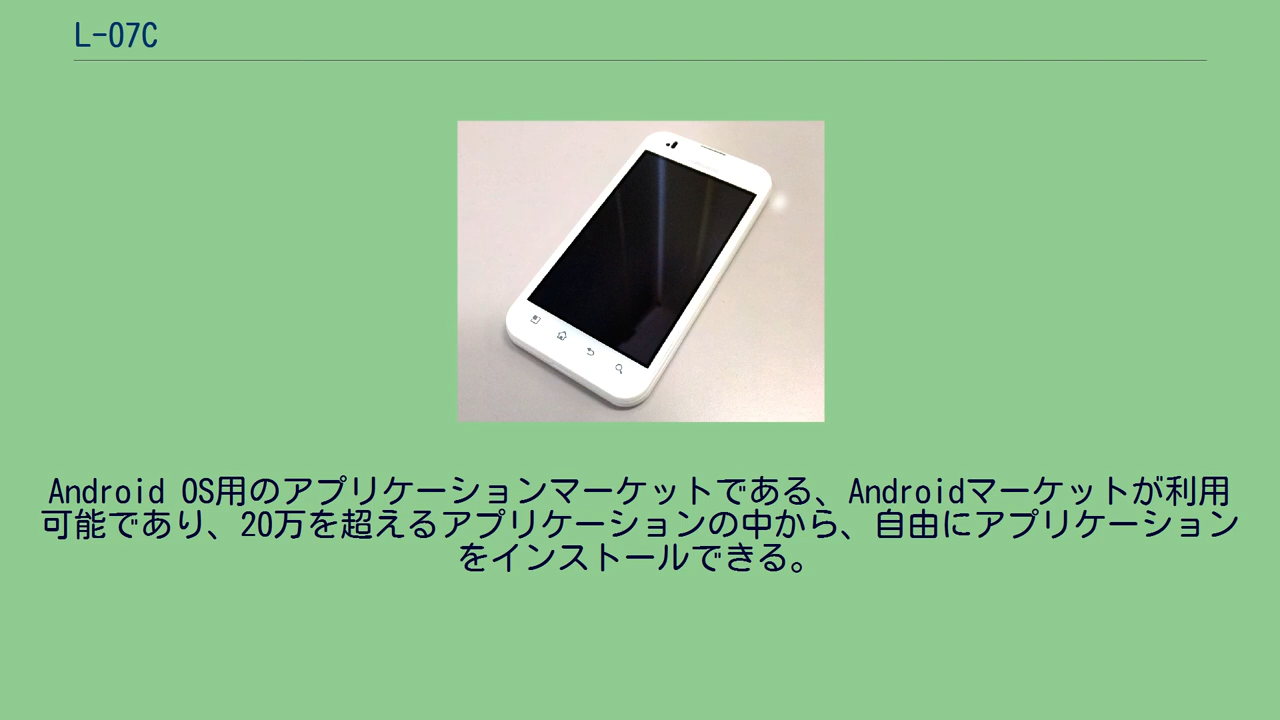 L-07C
Android OS用のアプリケーションマーケットである、Androidマーケットが利用
可能であり、20万を超えるアプリケーションの中から、自由にアプリケーション
をインストールできる。